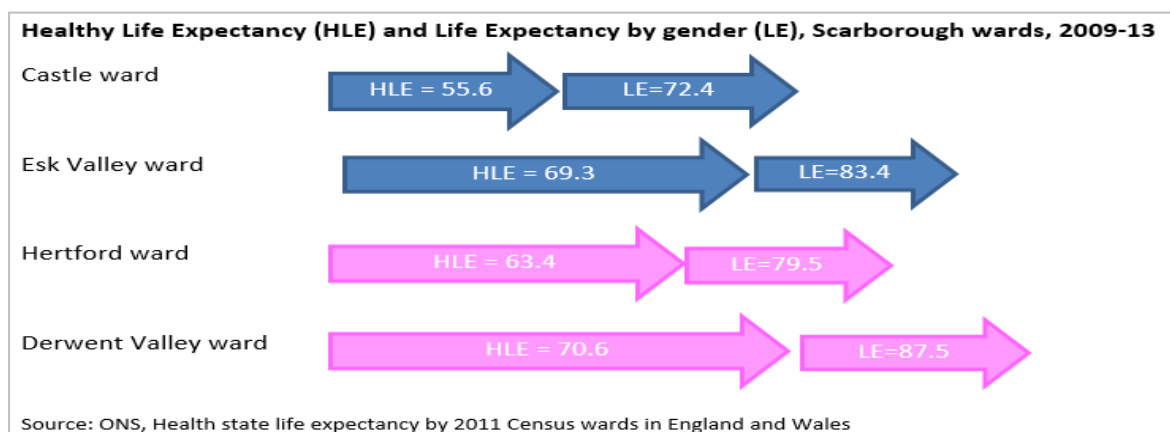 Healthy Life Expectancy (HLE) and Life Expectancy by gender (LE), Scarborough wards, 2009-13
Castle ward
HLE = 55.6
LE=72.4
Esk Valley ward
HLE = 69.3
LE=83.4
Hertford ward
HLE = 63.4
LE=79.5
Derwent Valley ward
HLE = 70.6
LE=87.5
Source: ONS, Health state life expectancy by 2011 Census wards in England and Wales